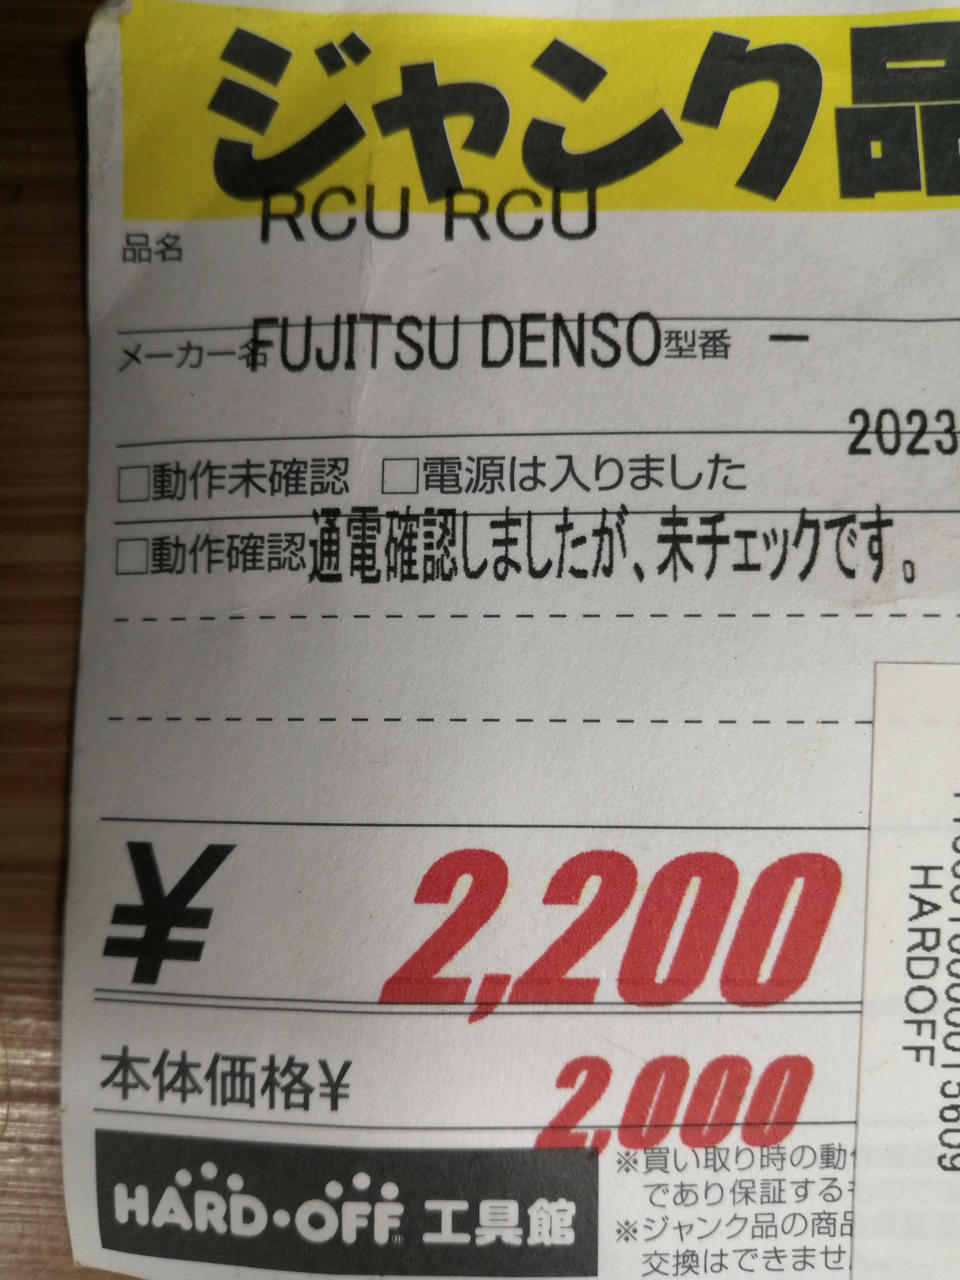 ジャンク品
RCU RCU
品名
メーカー名 FUJITSU DENSO 型番 ー
2023
□動作未確認 □電源は入りました
□動作確認 通電確認しましたが、未チェックです。
¥ 2,200
本体価格¥ 2,000
HARD・OFF® 工具館
※買い取り時の動作
であり保証する
※ジャンク品の商品
交換はできませ
HARDOFF